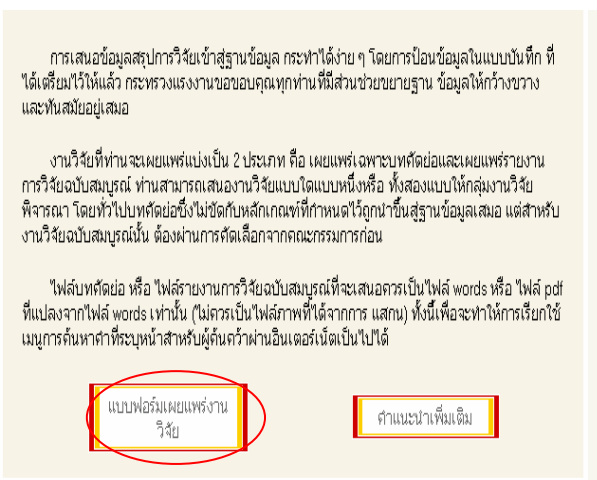 การเสนอข้อมูลสรุปการวิจัยเข้าสู่ฐานข้อมูล กระทำได้ง่าย ๆ โดยการป้อนข้อมูลในแบบบันทึก ที่
ได้เตรียมไว้ให้แล้ว กระทรวงแรงงานขอขอบคุณทุกท่านที่มีส่วนช่วยขยายฐาน ข้อมูลให้กว้างขวาง
และทันสมัยอยู่เสมอ
งานวิจัยที่ท่านจะเผยแพร่แบ่งเป็น 2 ประเภท คือ เผยแพร่เฉพาะบทคัดย่อและเผยแพร่รายงาน
การวิจัยฉบับสมบูรณ์ ท่านสามารถเสนองานวิจัยแบบใดแบบหนึ่งหรือ ทั้งสองแบบให้กลุ่มงานวิจัย
พิจารณา โดยทั่วไปบทคัดย่อซึ่งไม่ขัดกับหลักเกณฑ์ที่กำหนดไว้ถูกนำขึ้นสู่ฐานข้อมูลเสมอ แต่สำหรับ
งานวิจัยฉบับสมบูรณ์นั้น ต้องผ่านการคัดเลือกจากคณะกรรมการก่อน
ไฟล์บทคัดย่อ หรือ ไฟล์รายงานการวิจัยฉบับสมบูรณ์ที่จะเสนอควรเป็นไฟล์ words หรือ ไฟล์ pdf
ที่แปลงจากไฟล์ words เท่านั้น (ไม่ควรเป็นไฟล์ภาพที่ได้จากการ แสกน) ทั้งนี้เพื่อจะทำให้การเรียกใช้
เมนูการค้นหาคำที่ระบุหน้าสำหรับผู้ค้นคว้าผ่านอินเตอร์เน็ตเป็นไปได้
แบบฟอร์มเผยแพร่งาน
วิจัย
คำแนะนำเพิ่มเติม